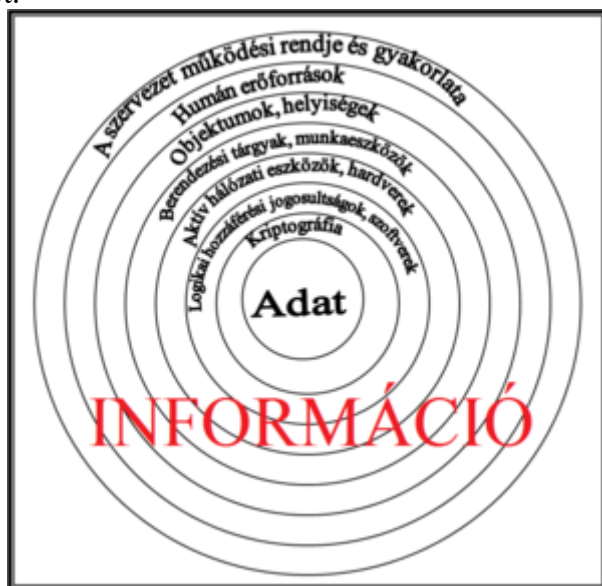 A szervezet működési rendje és gyakorlata
Humán erőforrások
Objektumok, helyiségek
Berendezési tárgyak, munkaeszközök
Aktív hálózati eszközök, hardverek
Logikai hozzáférési jogosultságok, szoftverek
Kriptográfia
Adat
INFORMÁCIÓ